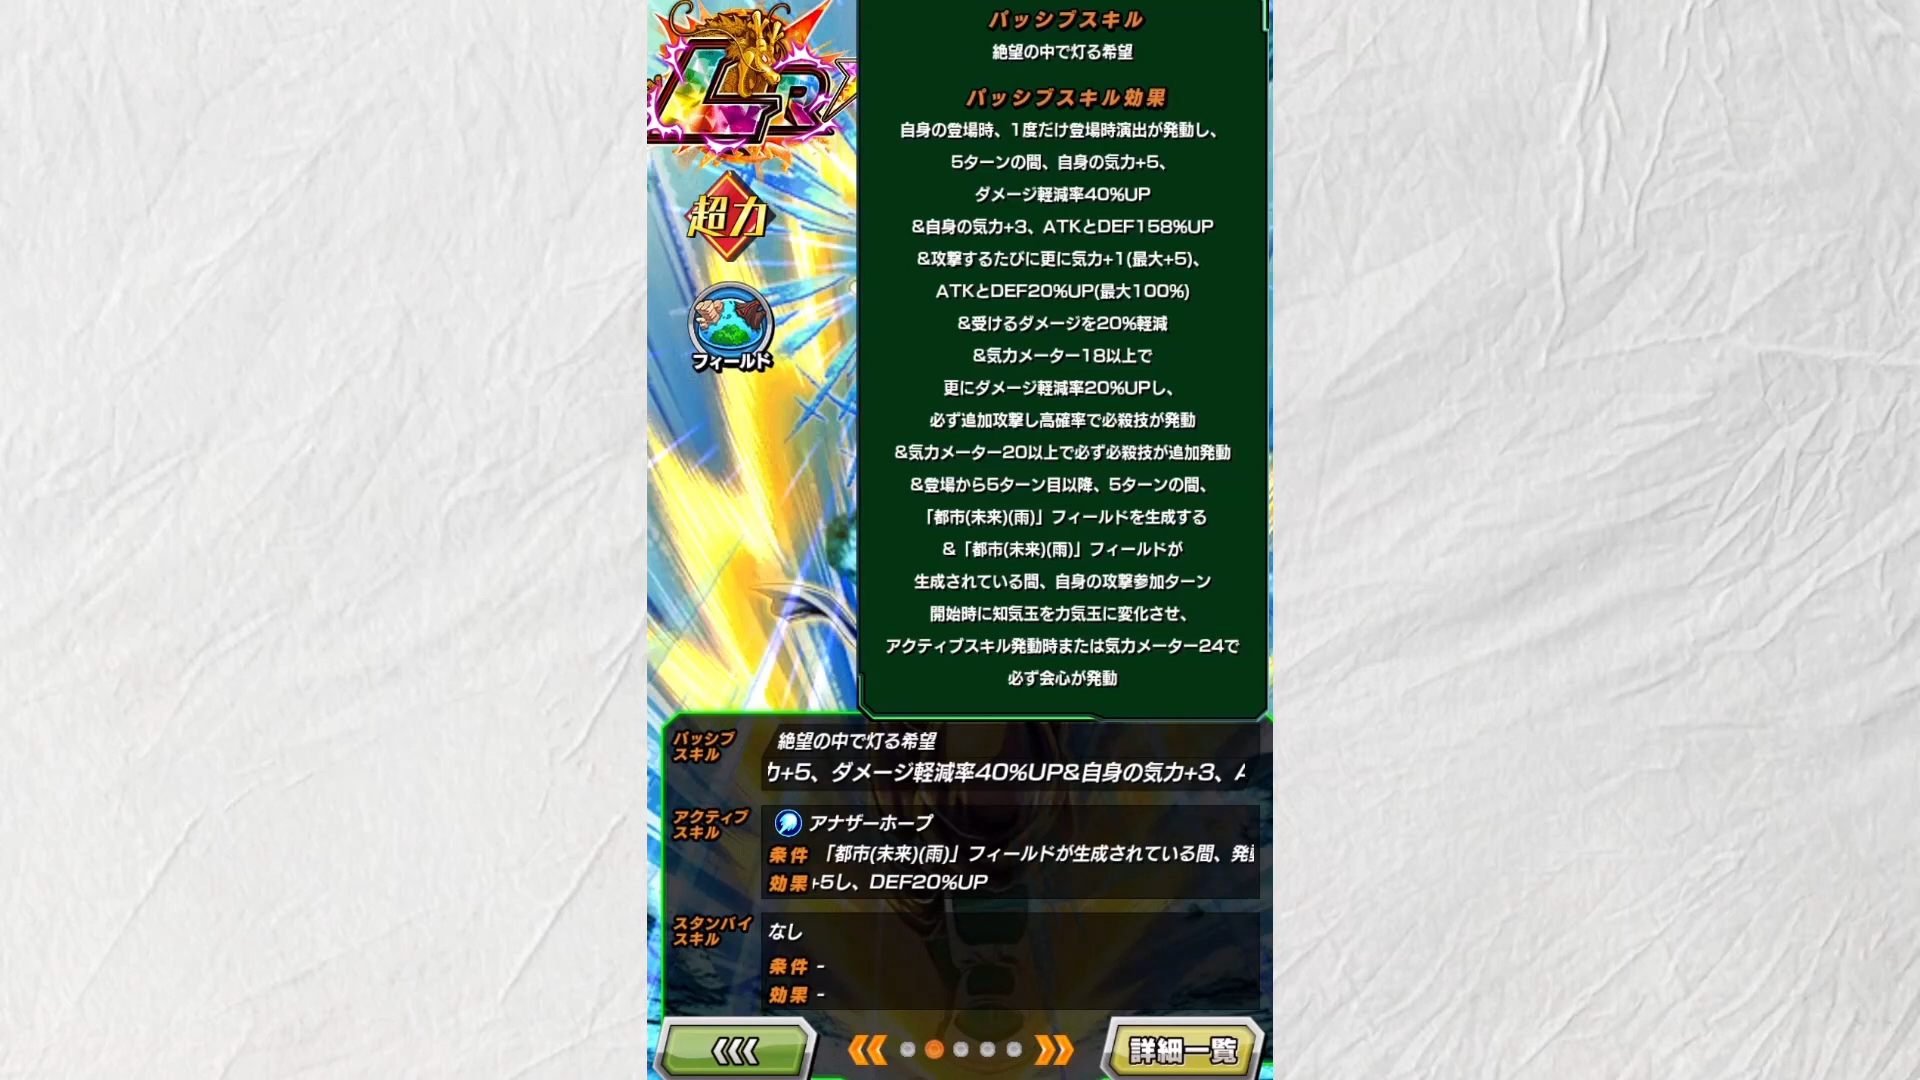 パッシブスキル
絶望の中で灯る希望
パッシブスキル効果
自身の登場時、1度だけ登場時演出が発動し、
5ターンの間、自身の気力+5、
ダメージ軽減率40%UP
&自身の気力+3、ATKとDEF158%UP
&攻撃するたびに更に気力+1(最大+5)、
ATKとDEF20%UP(最大100%)
&受けるダメージを20%軽減
&気力メーター18以上で
更にダメージ軽減率20%UPし、
必ず追加攻撃し高確率で必殺技が発動
&気力メーター20以上で必ず必殺技が追加発動
&登場から5ターン目以降、5ターンの間、
「都市(未来)(雨)」フィールドを生成する
&「都市(未来)(雨)」フィールドが
生成されている間、自身の攻撃参加ターン
開始時に知気玉を力気玉に変化させ、
アクティブスキル発動時または気力メーター24で
必ず会心が発動
LR
超力
フィールド
パッシブ
スキル
絶望の中で灯る希望
力+5、ダメージ軽減率40%UP&自身の気力+3、A
アクティブ
スキル
アナザーホープ
条件 「都市(未来)(雨)」フィールドが生成されている間、発動
効果 +5し、DEF20%UP
スタンバイ
スキル
なし
条件 -
効果 -
詳細一覧